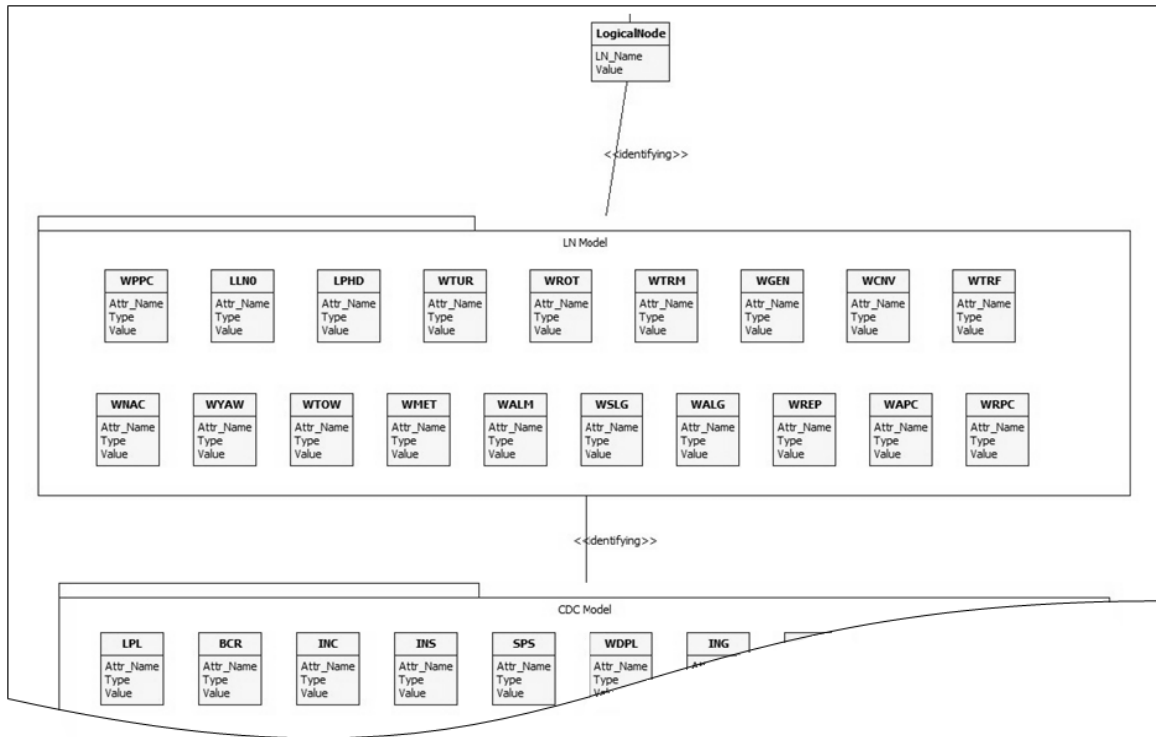 LogicalNode
LN_Name
Value
<<identifying>>
LN Model
WPPC LLN0 LPHD WTUR WROT WTRM WGEN WCNV WTRF
Attr_Name Attr_Name Attr_Name Attr_Name Attr_Name Attr_Name Attr_Name Attr_Name Attr_Name
Type Type Type Type Type Type Type Type Type
Value Value Value Value Value Value Value Value Value
WNAC WYAW WTOW WMET WALM WSLG WALG WREP WAPC WRPC
Attr_Name Attr_Name Attr_Name Attr_Name Attr_Name Attr_Name Attr_Name Attr_Name Attr_Name Attr_Name
Type Type Type Type Type Type Type Type Type Type
Value Value Value Value Value Value Value Value Value Value
<<identifying>>
CDC Model
LPL BCR INC INS SPS WDPL ING
Attr_Name Attr_Name Attr_Name Attr_Name Attr_Name Attr_Name
Type Type Type Type Type Type
Value Value Value Value Value